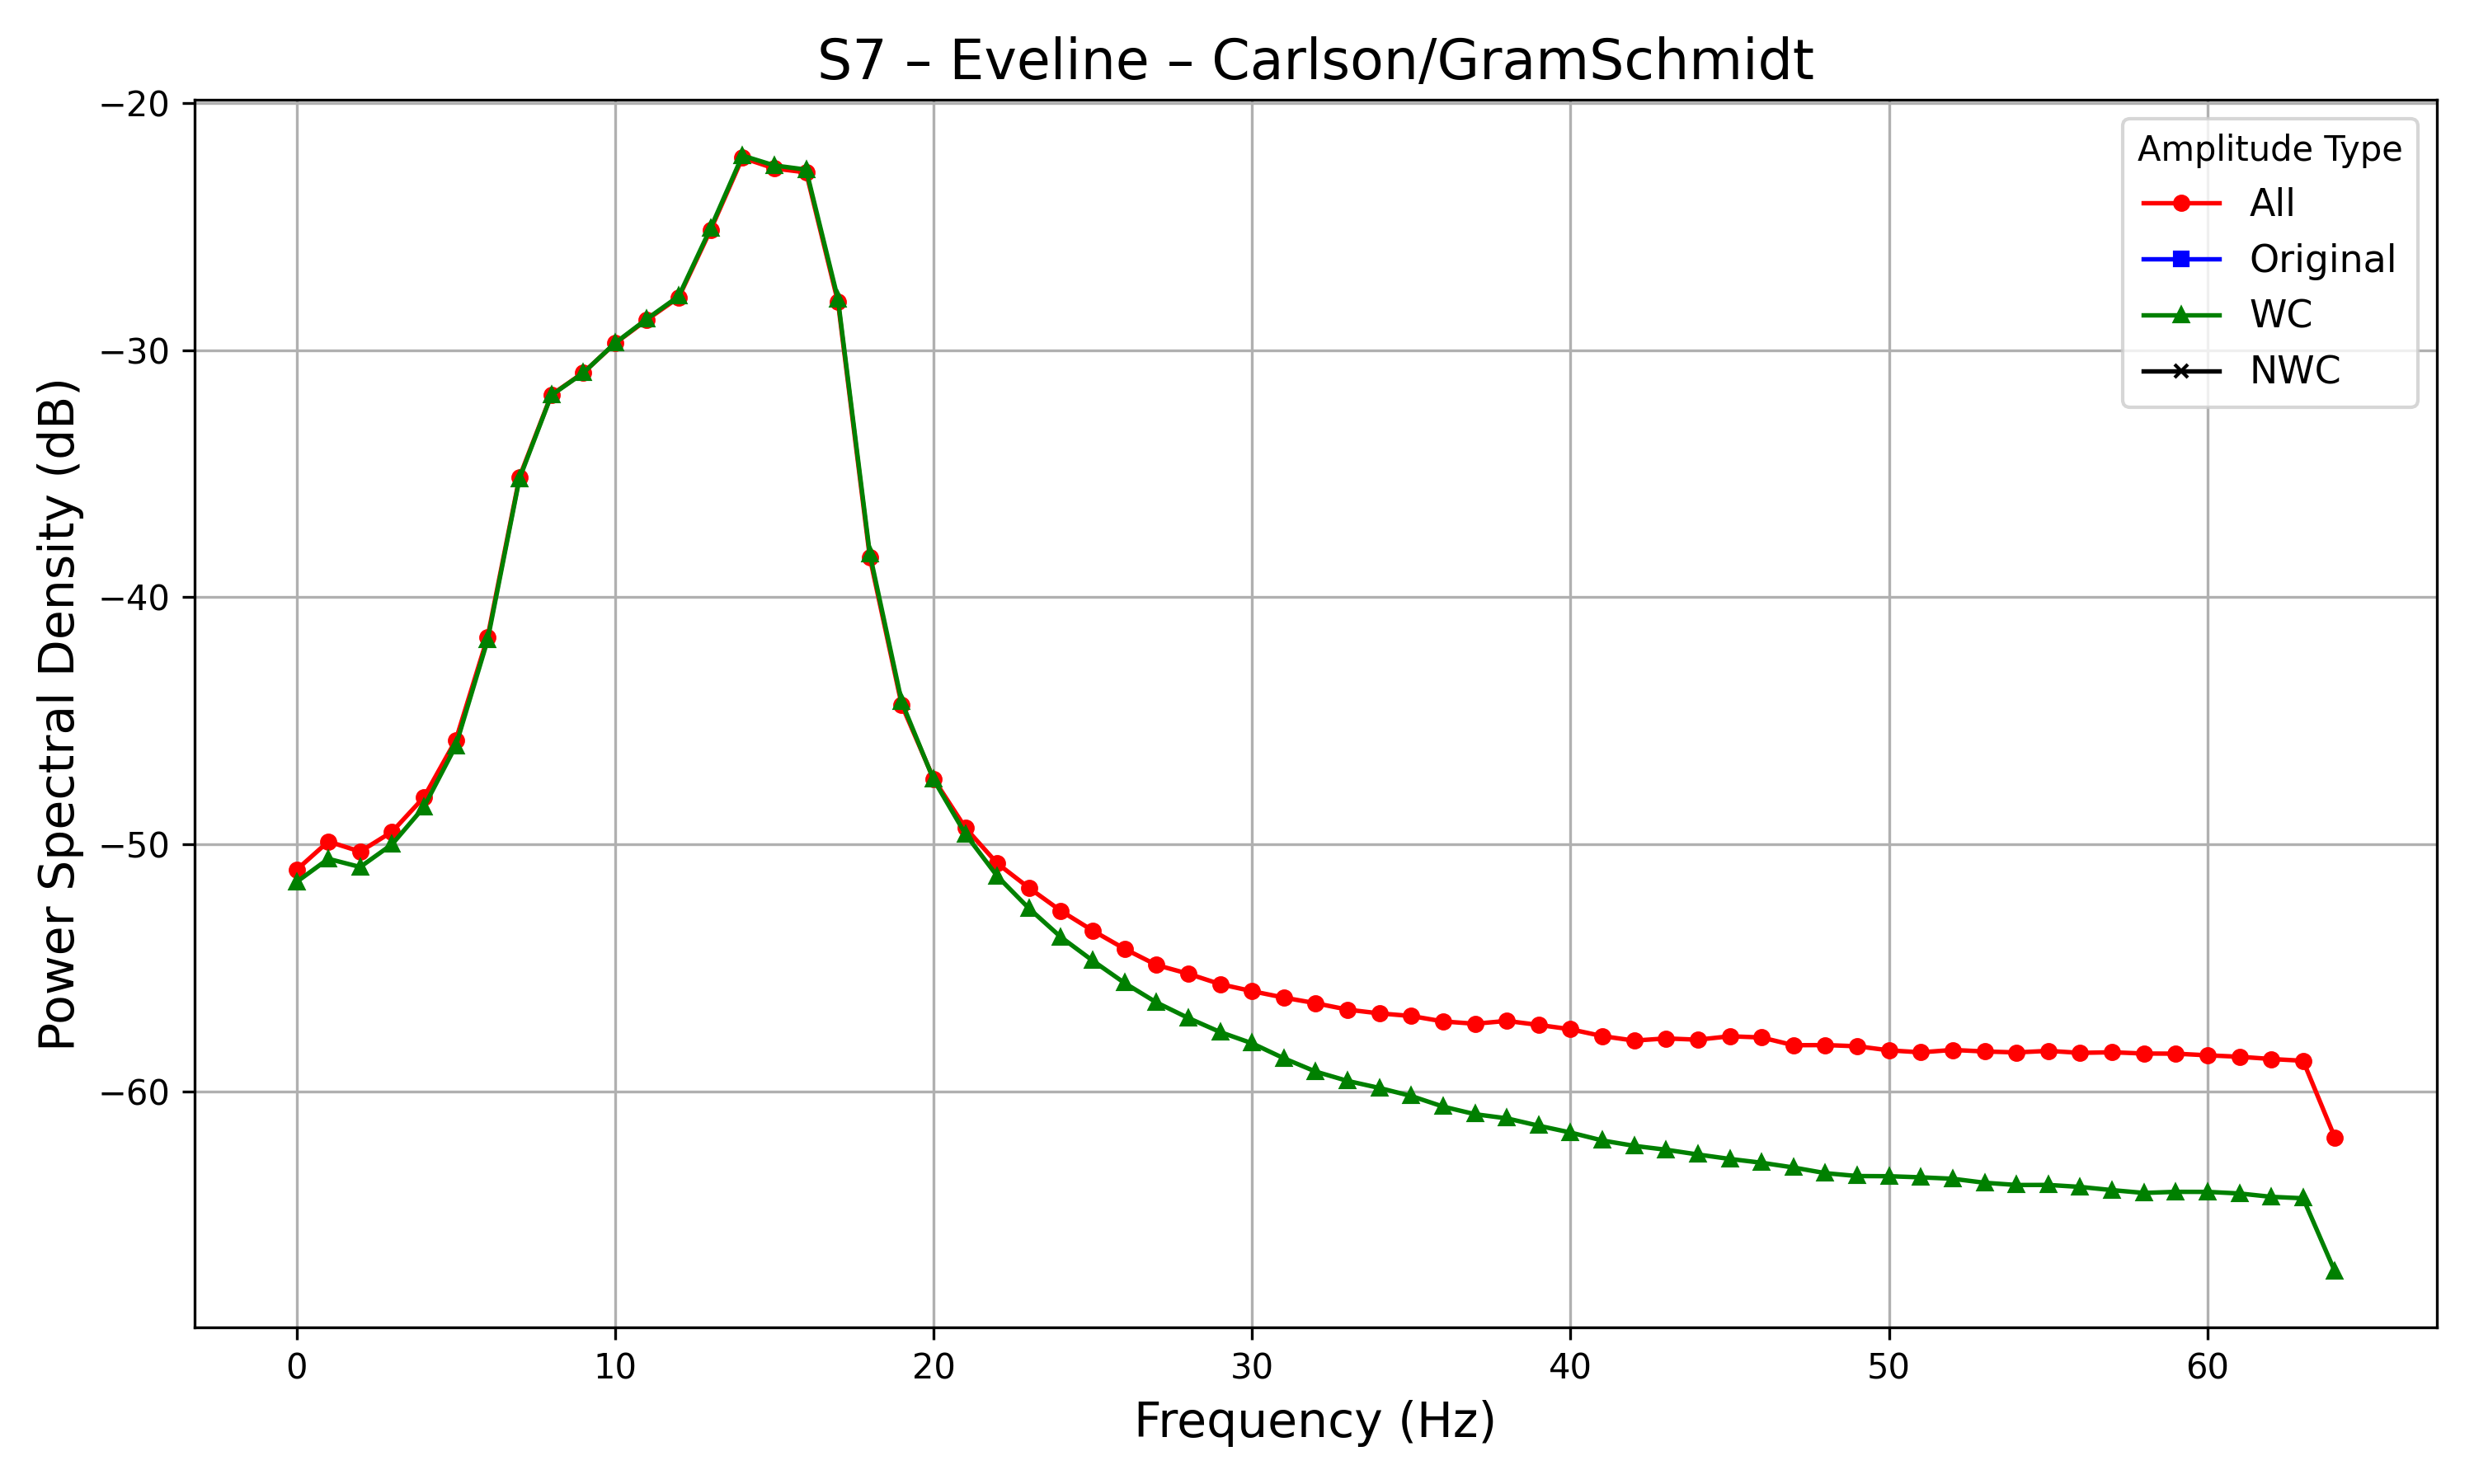 S7 – Eveline – Carlson/GramSchmidt
Power Spectral Density (dB)
−20
−30
−40
−50
−60
Amplitude Type
All
Original
WC
NWC
0 10 20 30 40 50 60
Frequency (Hz)